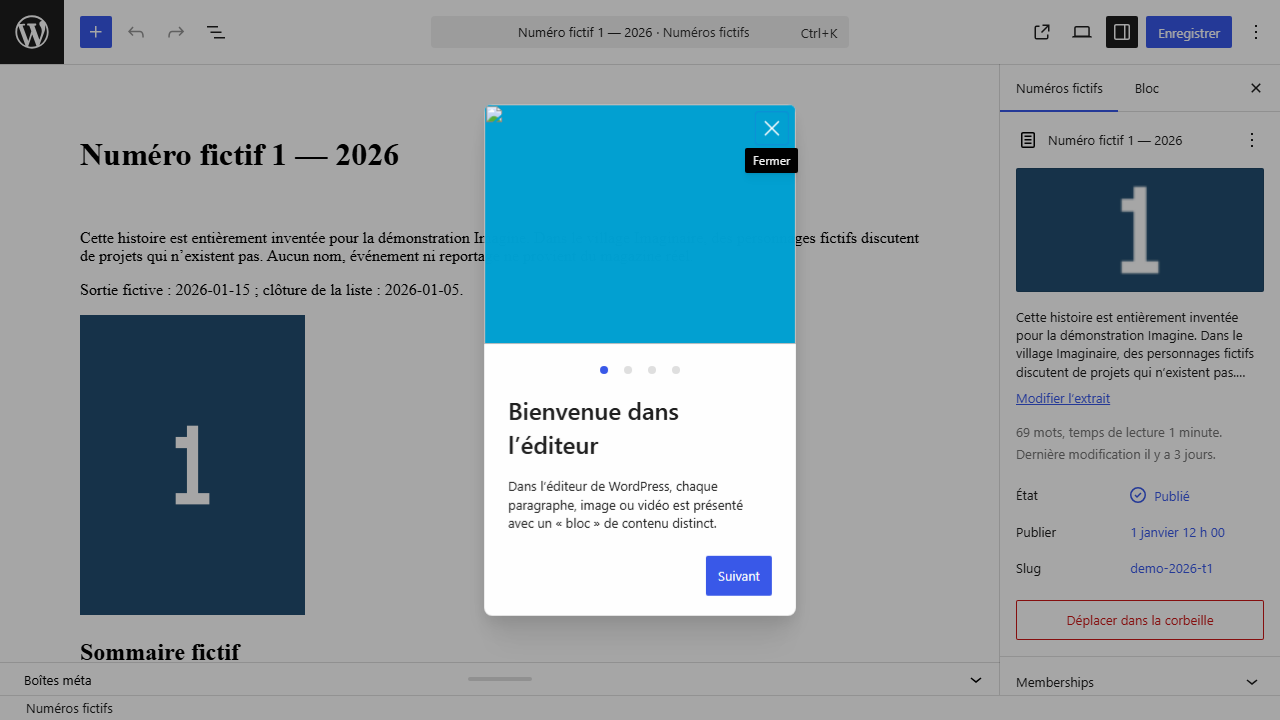 Numéro fictif 1 — 2026 · Numéros fictifs
Ctrl+K
Enregistrer
Numéros fictifs
Bloc
Numéro fictif 1 — 2026
Numéro fictif 1 — 2026
Fermer
1
Cette histoire est entièrement inventée pour la démonstration
ges fictifs discutent
de projets qui n’existent pas. Aucun nom, événement ni
Sortie fictive : 2026-01-15 ; clôture de la liste : 2026-01-05.
1
Sommaire fictif
Bienvenue dans
l’éditeur
Dans l’éditeur de WordPress, chaque
paragraphe, image ou vidéo est présenté
avec un « bloc » de contenu distinct.
Suivant
Cette histoire est entièrement inventée
pour la démonstration Imagine. Dans le
village Imaginaire, des personnages fictifs
discutent de projets qui n’existent pas.…
Modifier l’extrait
69 mots, temps de lecture 1 minute.
Dernière modification il y a 3 jours.
État
Publié
Publier
1 janvier 12 h 00
Slug
demo-2026-t1
Déplacer dans la corbeille
Memberships
Boîtes méta
Numéros fictifs